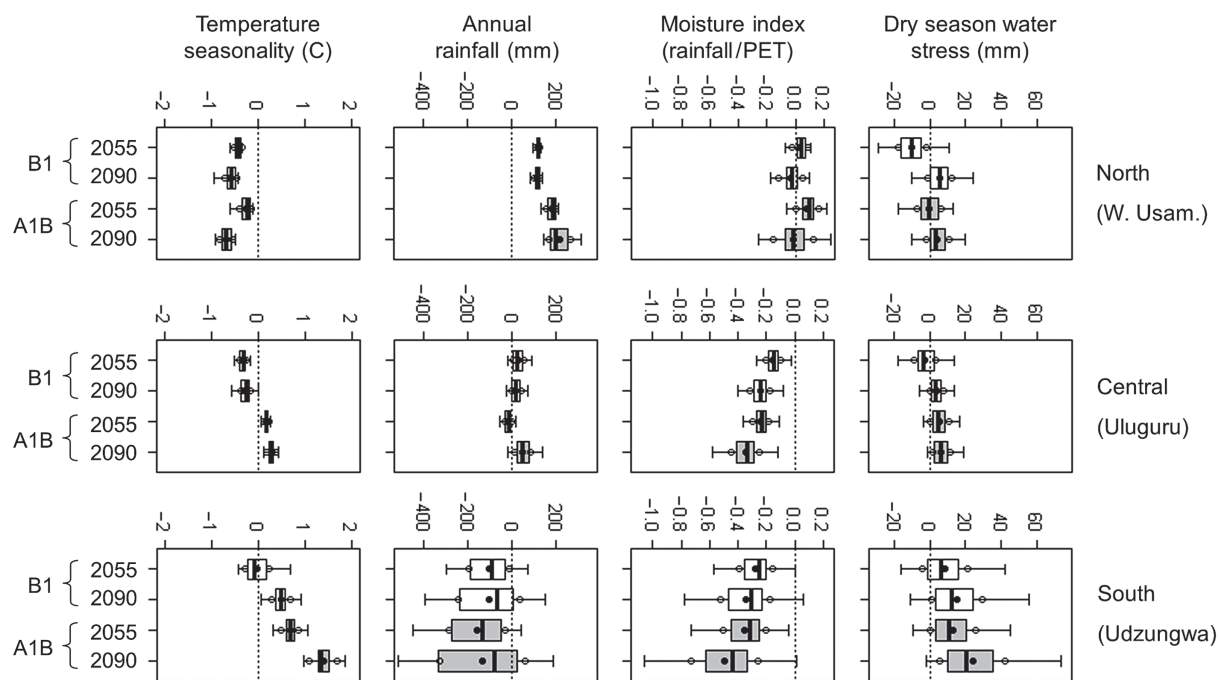 Temperature seasonality (C)
Annual rainfall (mm)
Moisture index (rainfall/PET)
Dry season water stress (mm)
−2 −1 0 1 2
−400 −200 0 200
−1.0 −0.8 −0.6 −0.4 −0.2 0.0 0.2
−20 0 20 40 60
B1 2055
2090
A1B 2055
2090
North
(W. Usam.)
−2 −1 0 1 2
−400 −200 0 200
−1.0 −0.8 −0.6 −0.4 −0.2 0.0 0.2
−20 0 20 40 60
B1 2055
2090
A1B 2055
2090
Central
(Uluguru)
−2 −1 0 1 2
−400 −200 0 200
−1.0 −0.8 −0.6 −0.4 −0.2 0.0 0.2
−20 0 20 40 60
B1 2055
2090
A1B 2055
2090
South
(Udzungwa)